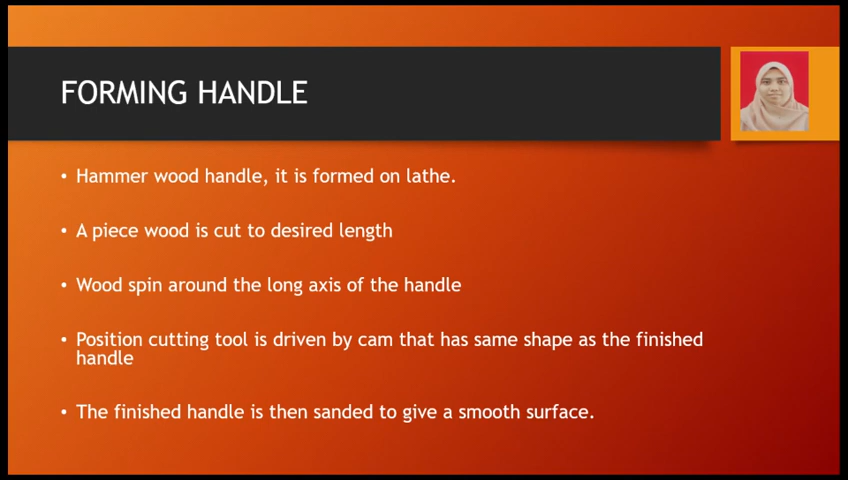 FORMING HANDLE
• Hammer wood handle, it is formed on lathe.
• A piece wood is cut to desired length
• Wood spin around the long axis of the handle
• Position cutting tool is driven by cam that has same shape as the finished
handle
• The finished handle is then sanded to give a smooth surface.